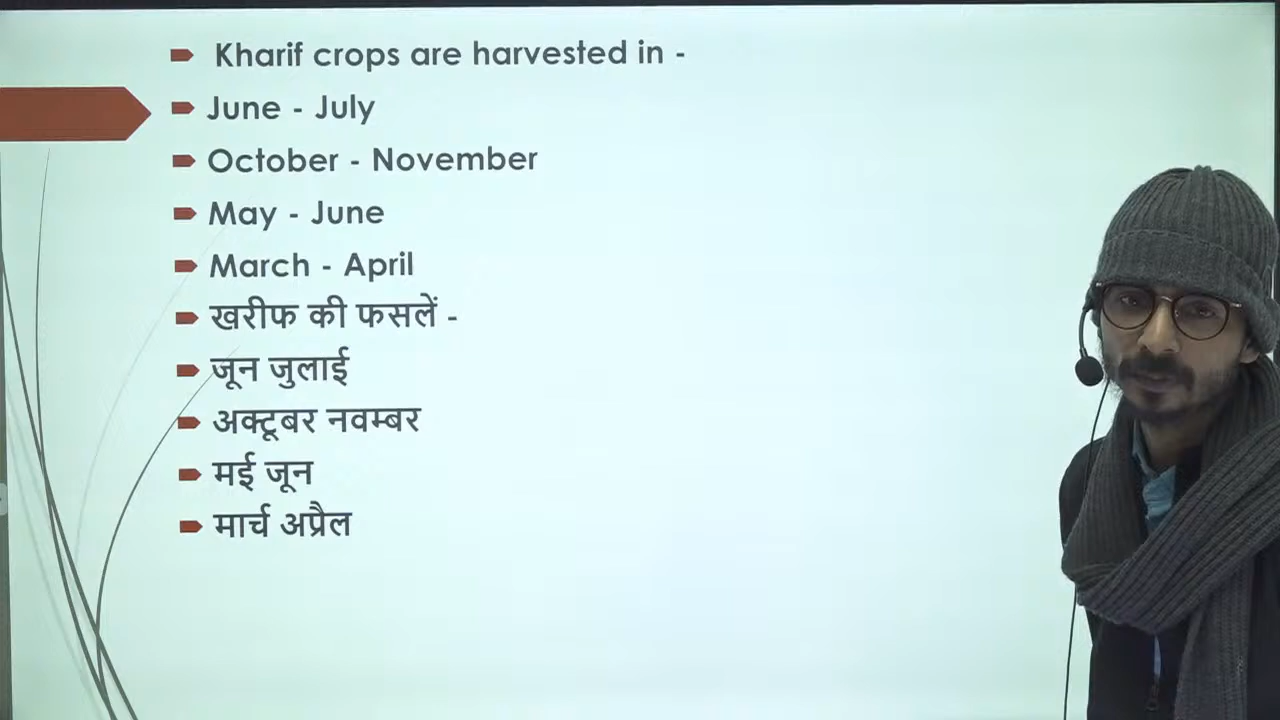 Kharif crops are harvested in -
June - July
October - November
May - June
March - April
खरीफ की फसलें -
जून जुलाई
अक्टूबर नवम्बर
मई जून
मार्च अप्रैल